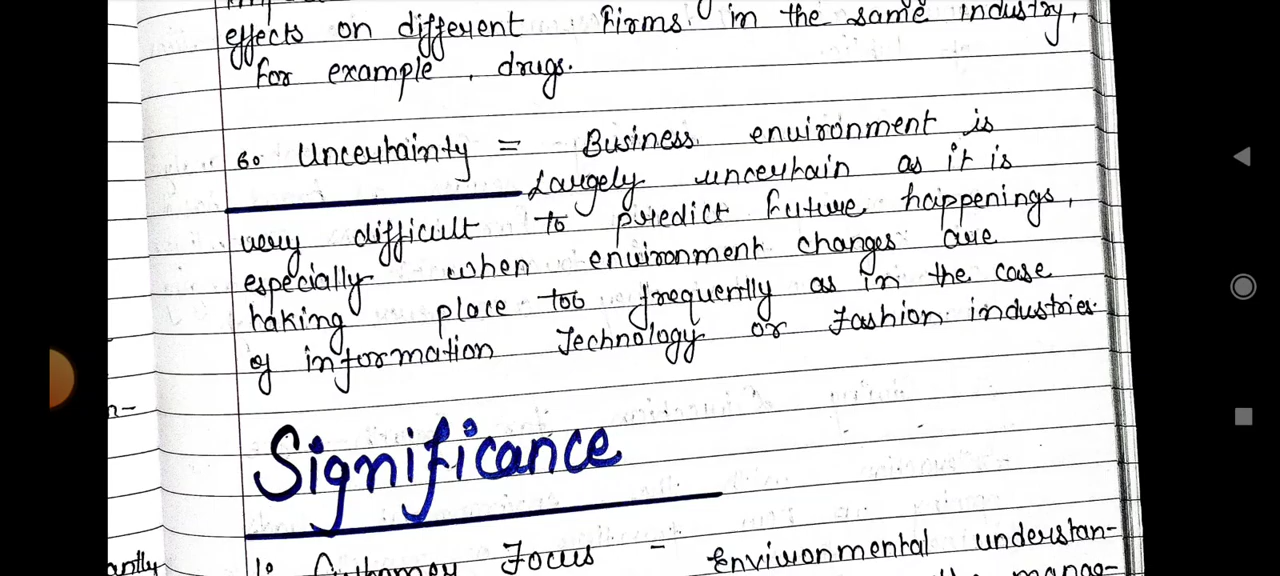 effects on different Firms. in the same industry,
for example, drugs.
6. Uncertainty = Business environment is
Largely uncertain as it is
very difficult to predict future happenings,
especially when environment changes are
taking place too frequently as in the case
of information Technology or Fashion industries.
n-
Significance
antly
1. Customer Focus - environmental understan-
manage-